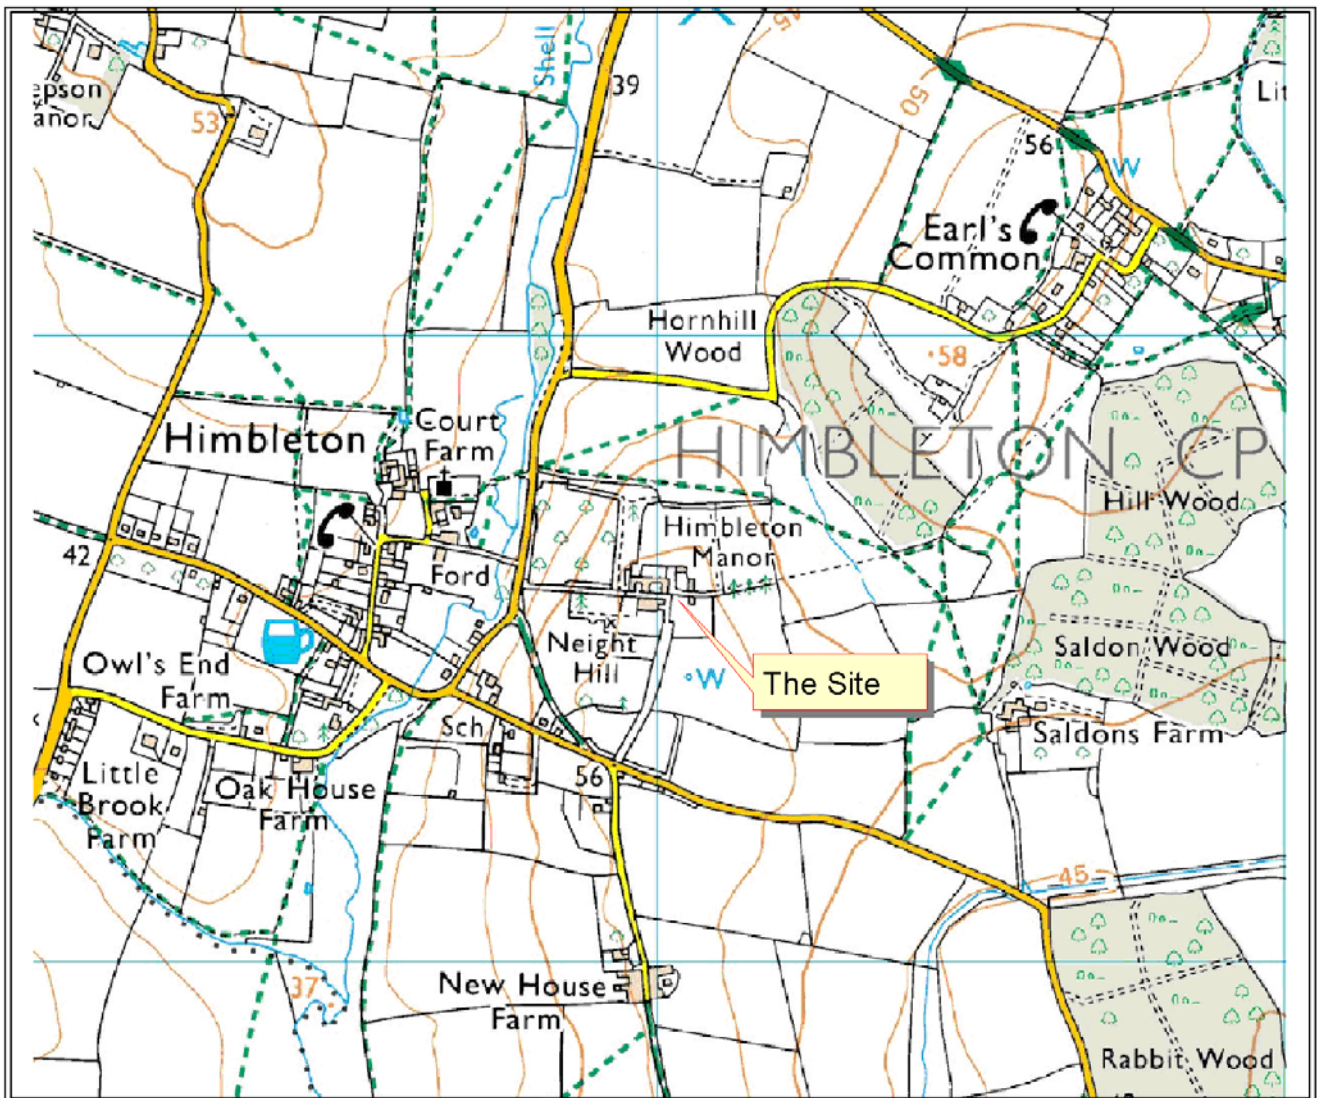 Shell
45
39
epson
anor
53
50
Lit
56
W
Earl's
Common
Hornhill
Wood
58
Court
Farm
Himbleton
HIMBLETON CP
Hill Wood
Himbleton
Manor
42
Ford
Neight
Hill
W
The Site
Saldon Wood
Owl's End
Farm
Sch
Saldons Farm
56
Little
Brook
Farm
Oak House
Farm
45
37
New House
Farm
Rabbit Wood